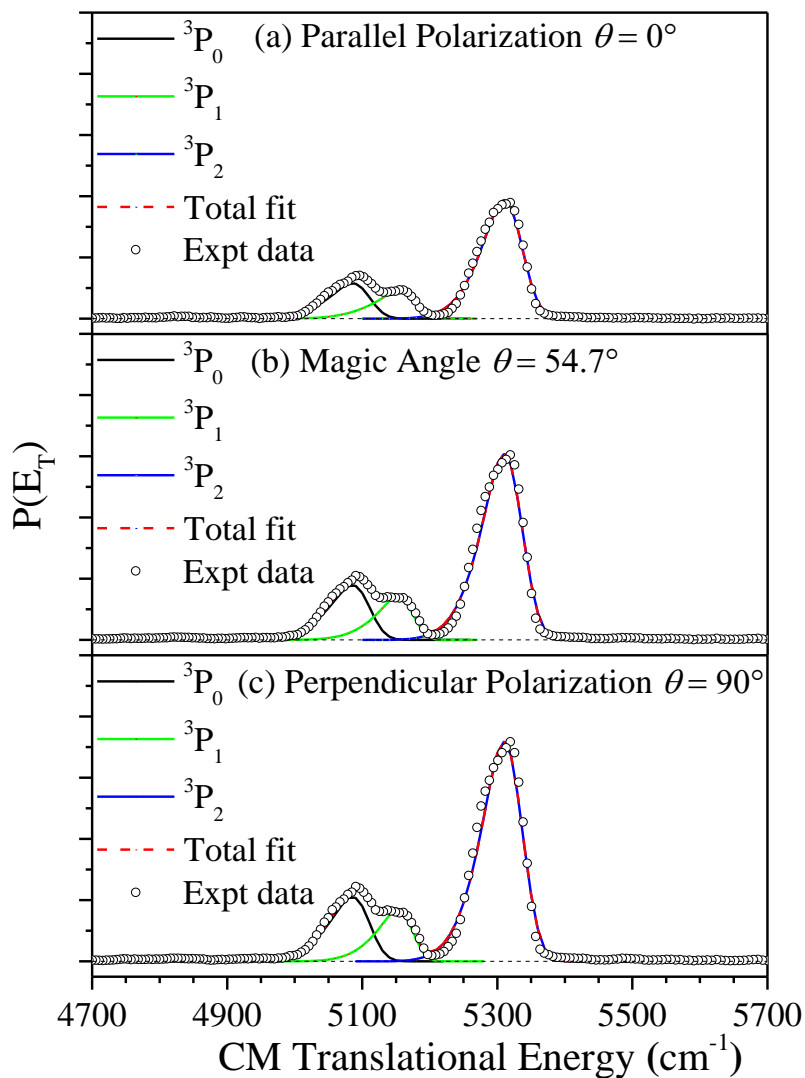 ³P₀ (a) Parallel Polarization θ = 0°
³P₁
³P₂
Total fit
Expt data
³P₀ (b) Magic Angle θ = 54.7°
³P₁
³P₂
Total fit
Expt data
³P₀ (c) Perpendicular Polarization θ = 90°
³P₁
³P₂
Total fit
Expt data
P(E_T)
4700 4900 5100 5300 5500 5700
CM Translational Energy (cm⁻¹)